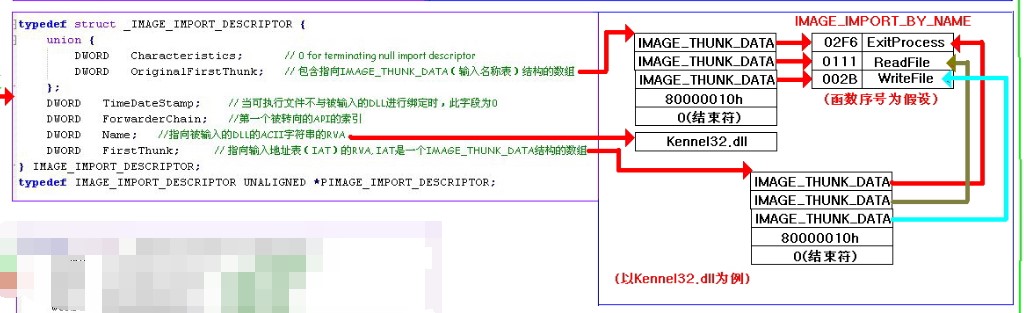 typedef struct _IMAGE_IMPORT_DESCRIPTOR {
union {
DWORD Characteristics; // 0 for terminating null import descriptor
DWORD OriginalFirstThunk; // 包含指向IMAGE_THUNK_DATA(输入名称表)结构的数组
};
DWORD TimeDateStamp; // 当可执行文件不与被输入的DLL进行绑定时，此字段为0
DWORD ForwarderChain; // 第一个被转向的API的索引
DWORD Name; //指向被输入的DLL的ACII字符串的RVA
DWORD FirstThunk; // 指向输入地址表(IAT)的RVA,IAT是一个IMAGE_THUNK_DATA结构的数组
} IMAGE_IMPORT_DESCRIPTOR;
typedef IMAGE_IMPORT_DESCRIPTOR UNALIGNED *PIMAGE_IMPORT_DESCRIPTOR;
IMAGE_THUNK_DATA
IMAGE_THUNK_DATA
IMAGE_THUNK_DATA
80000010h
0(结束符)
Kennel32.dll
IMAGE_IMPORT_BY_NAME
02F6 ExitProcess
0111 ReadFile
002B WriteFile
(函数序号为假设)
IMAGE_THUNK_DATA
IMAGE_THUNK_DATA
IMAGE_THUNK_DATA
80000010h
0(结束符)
(以Kennel32.dll为例)